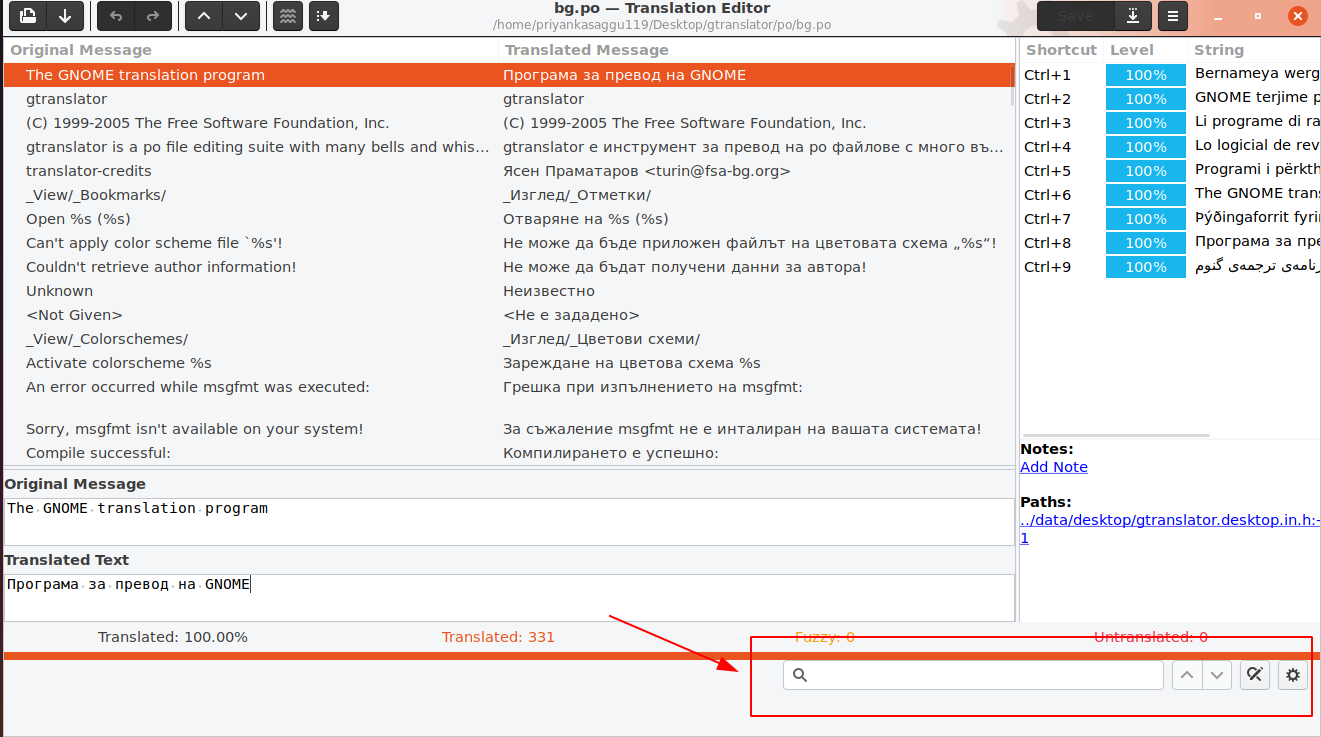 bg.po — Translation Editor
/home/priyankasaggu119/Desktop/gtranslator/po/bg.po
Save
Original Message Translated Message
The GNOME translation program Програма за превод на GNOME
gtranslator gtranslator
(C) 1999-2005 The Free Software Foundation, Inc. (C) 1999-2005 The Free Software Foundation, Inc.
gtranslator is a po file editing suite with many bells and whis… gtranslator е инструмент за превод на po файлове с много въ…
translator-credits Ясен Праматаров <turin@fsa-bg.org>
_View/_Bookmarks/ _Изглед/_Отметки/
Open %s (%s) Отваряне на %s (%s)
Can't apply color scheme file `%s'! Не може да бъде приложен файлът на цветовата схема „%s“!
Couldn't retrieve author information! Не може да бъдат получени данни за автора!
Unknown Неизвестно
<Not Given> <Не е зададено>
_View/_Colorschemes/ _Изглед/_Цветови схеми/
Activate colorscheme %s Зареждане на цветова схема %s
An error occurred while msgfmt was executed: Грешка при изпълнението на msgfmt:
Sorry, msgfmt isn't available on your system! За съжаление msgfmt не е инталиран на вашата системата!
Compile successful: Компилирането е успешно:
Original Message
The GNOME translation program
Translated Text
Програма за превод на GNOME
Translated: 100.00% Translated: 331 Fuzzy: 0 Untranslated: 0
Shortcut Level String
Ctrl+1 100% Bernameya werg
Ctrl+2 100% GNOME terjime p
Ctrl+3 100% Li programe di ra
Ctrl+4 100% Lo logicial de rev
Ctrl+5 100% Programi i përkth
Ctrl+6 100% The GNOME tran
Ctrl+7 100% Þýðingaforrit fyri
Ctrl+8 100% Програма за пре
Ctrl+9 100% رنامه‌ی ترجمه‌ی گنوم
Notes:
Add Note
Paths:
../data/desktop/gtranslator.desktop.in.h:-
1